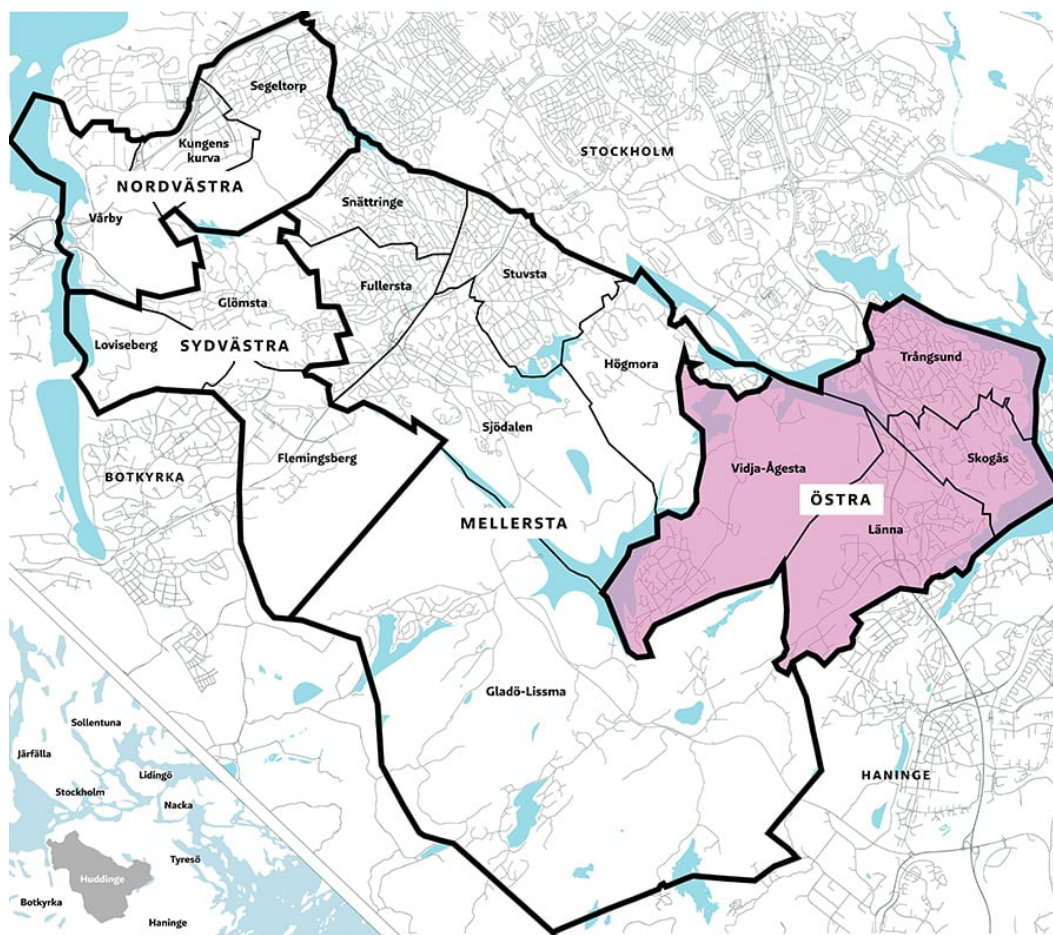 Segeltorp
Kungens
kurva
STOCKHOLM
NORDVÄSTRA
Snättringe
Vårby
Stuvsta
Fullersta
Glömsta
Loviseberg
SYDVÄSTRA
Högmora
Trångsund
Sjödalen
Flemingsberg
BOTKYRKA
Vidja-Ågesta
Skogås
ÖSTRA
MELLERSTA
Länna
Gladö-Lissma
HANINGE
Sollentuna
Järfälla
Lidingö
Stockholm
Nacka
Tyresö
Huddinge
Botkyrka
Haninge